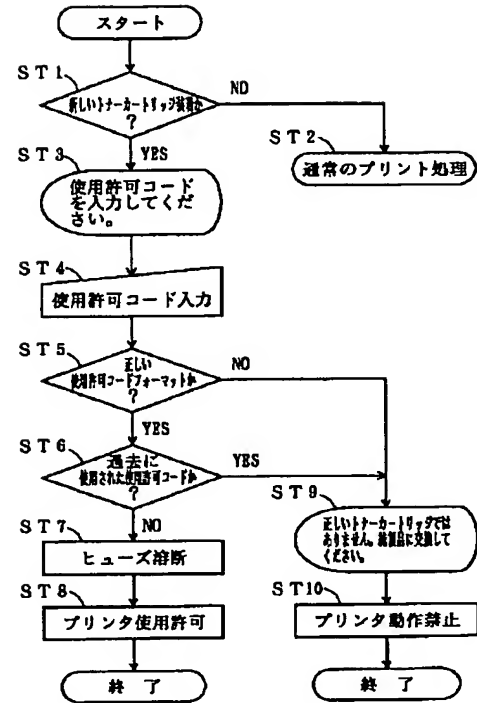 スタート
ST1
新しいトナーカートリッジ装着か
?
NO
YES
ST2
通常のプリント処理
ST3
使用許可コード
を入力してくだ
さい。
ST4
使用許可コード入力
ST5
正しい
使用許可コードフォーマットか
?
NO
YES
ST6
過去に
使用された使用許可コードか
?
YES
NO
ST7
ヒューズ溶断
ST8
プリンタ使用許可
終了
ST9
正しいトナーカートリッジでは
ありません。純製品に交換して
ください。
ST10
プリンタ動作禁止
終了